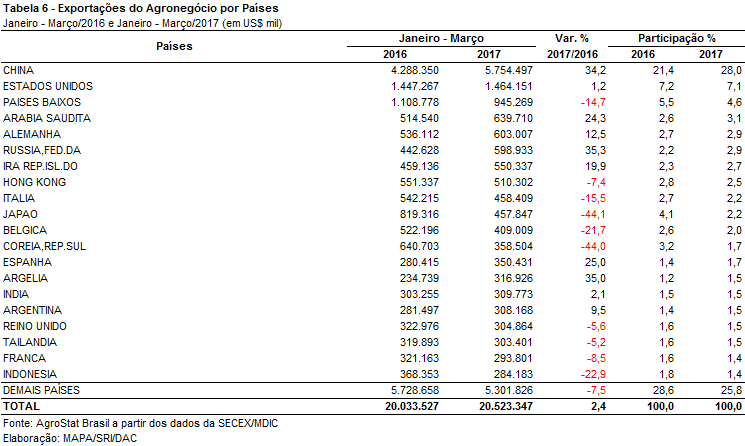 Tabela 6 - Exportações do Agronegócio por Países
Janeiro - Março/2016 e Janeiro - Março/2017 (em US$ mil)
Países Janeiro - Março Var. % Participação %
2016 2017 2017/2016 2016 2017
CHINA 4.288.350 5.754.497 34,2 21,4 28,0
ESTADOS UNIDOS 1.447.267 1.464.151 1,2 7,2 7,1
PAISES BAIXOS 1.108.778 945.269 -14,7 5,5 4,6
ARABIA SAUDITA 514.540 639.710 24,3 2,6 3,1
ALEMANHA 536.112 603.007 12,5 2,7 2,9
RUSSIA,FED.DA 442.628 598.933 35,3 2,2 2,9
IRA REP.ISL.DO 459.136 550.337 19,9 2,3 2,7
HONG KONG 551.337 510.302 -7,4 2,8 2,5
ITALIA 542.215 458.409 -15,5 2,7 2,2
JAPAO 819.316 457.847 -44,1 4,1 2,2
BELGICA 522.196 409.009 -21,7 2,6 2,0
COREIA,REP.SUL 640.703 358.504 -44,0 3,2 1,7
ESPANHA 280.415 350.431 25,0 1,4 1,7
ARGELIA 234.739 316.926 35,0 1,2 1,5
INDIA 303.255 309.773 2,1 1,5 1,5
ARGENTINA 281.497 308.168 9,5 1,4 1,5
REINO UNIDO 322.976 304.864 -5,6 1,6 1,5
TAILANDIA 319.893 303.401 -5,2 1,6 1,5
FRANCA 321.163 293.801 -8,5 1,6 1,4
INDONESIA 368.353 284.183 -22,9 1,8 1,4
DEMAIS PAÍSES 5.728.658 5.301.826 -7,5 28,6 25,8
TOTAL 20.033.527 20.523.347 2,4 100,0 100,0
Fonte: AgroStat Brasil a partir dos dados da SECEX/MDIC
Elaboração: MAPA/SRI/DAC